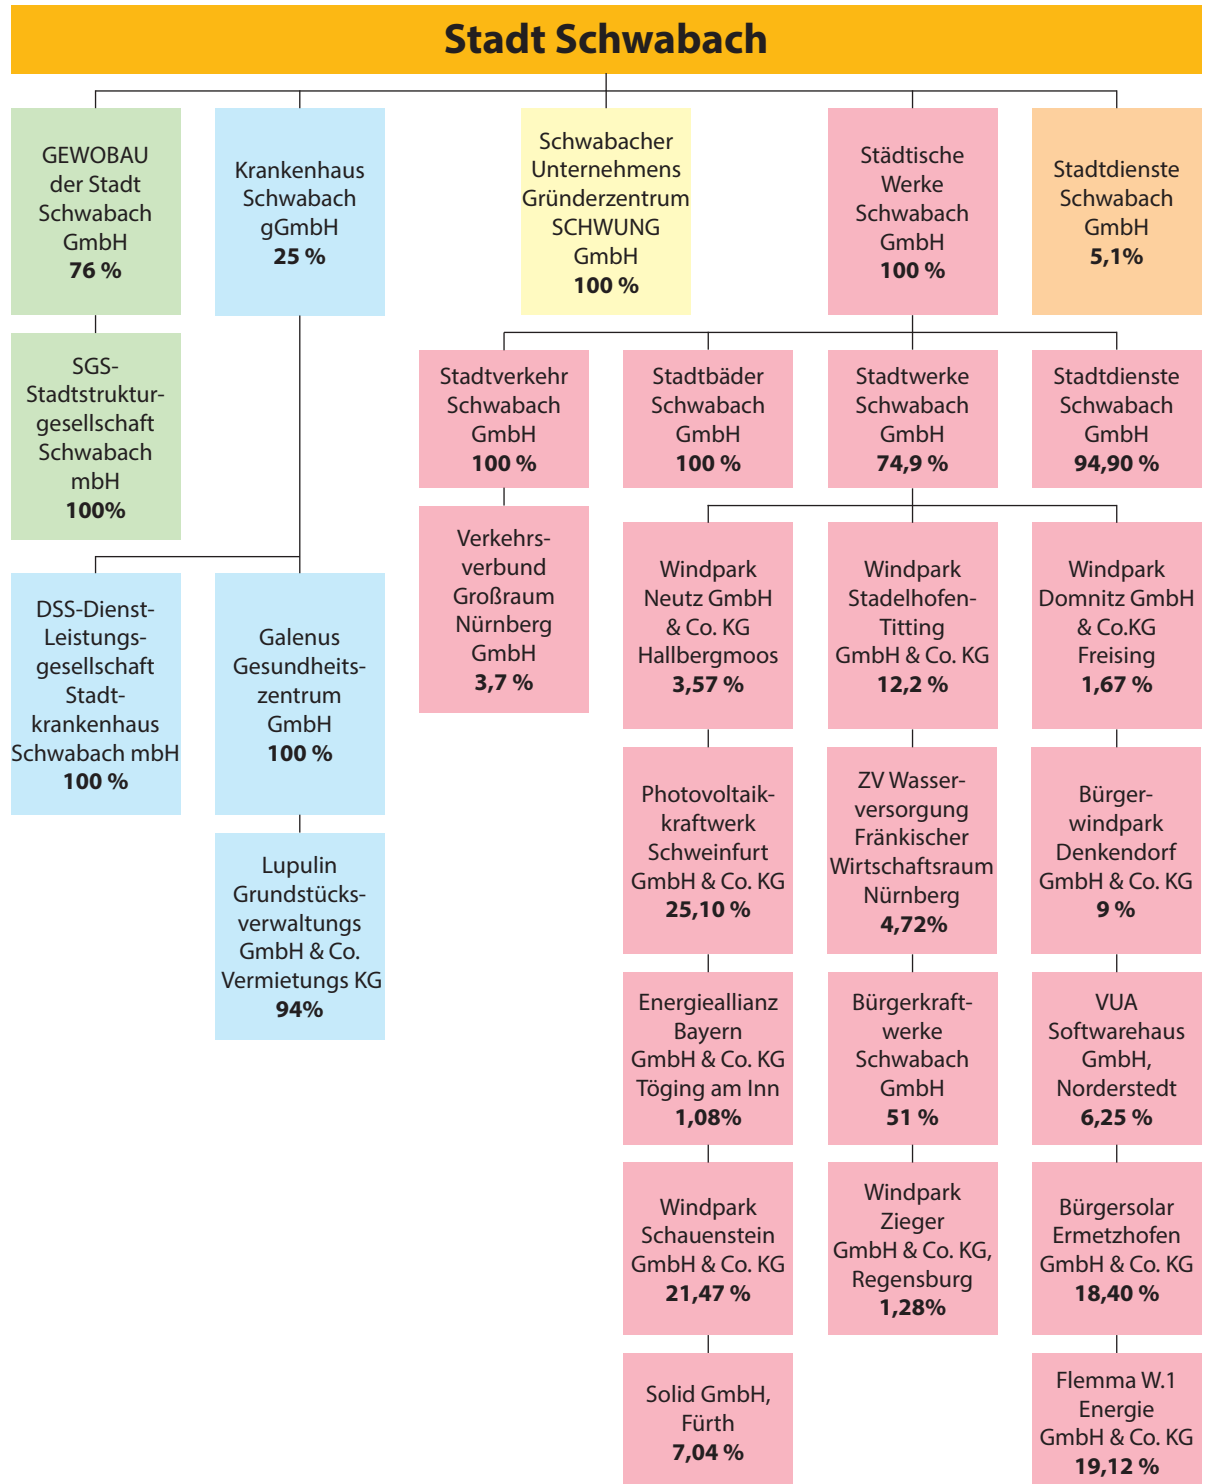 Stadt Schwabach
GEWOBAU
der Stadt
Schwabach
GmbH
76 %
Krankenhaus
Schwabach
gGmbH
25 %
Schwabacher
Unternehmens
Gründerzentrum
SCHWUNG
GmbH
100 %
Städtische
Werke
Schwabach
GmbH
100 %
Stadtdienste
Schwabach
GmbH
5,1%
SGS-
Stadtstruktur-
gesellschaft
Schwabach
mbH
100%
Stadtverkehr
Schwabach
GmbH
100 %
Stadtbäder
Schwabach
GmbH
100 %
Stadtwerke
Schwabach
GmbH
74,9 %
Stadtdienste
Schwabach
GmbH
94,90 %
DSS-Dienst-
Leistungs-
gesellschaft
Stadt-
krankenhaus
Schwabach mbH
100 %
Galenus
Gesundheits-
zentrum
GmbH
100 %
Verkehrs-
verbund
Großraum
Nürnberg
GmbH
3,7 %
Windpark
Neutz GmbH
& Co. KG
Hallbergmoos
3,57 %
Windpark
Stadelhofen-
Titting
GmbH & Co. KG
12,2 %
Windpark
Domnitz GmbH
& Co.KG
Freising
1,67 %
Lupulin
Grundstücks-
verwaltungs
GmbH & Co.
Vermietungs KG
94%
Photovoltaik-
kraftwerk
Schweinfurt
GmbH & Co. KG
25,10 %
ZV Wasser-
versorgung
Fränkischer
Wirtschaftsraum
Nürnberg
4,72%
Bürger-
windpark
Denkendorf
GmbH & Co. KG
9 %
Energieallianz
Bayern
GmbH & Co. KG
Töging am Inn
1,08%
Bürgerkraft-
werke
Schwabach
GmbH
51 %
VUA
Softwarehaus
GmbH,
Norderstedt
6,25 %
Windpark
Schauenstein
GmbH & Co. KG
21,47 %
Windpark
Zieger
GmbH & Co. KG,
Regensburg
1,28%
Bürgersolar
Ermetzhofen
GmbH & Co. KG
18,40 %
Solid GmbH,
Fürth
7,04 %
Flemma W.1
Energie
GmbH & Co. KG
19,12 %